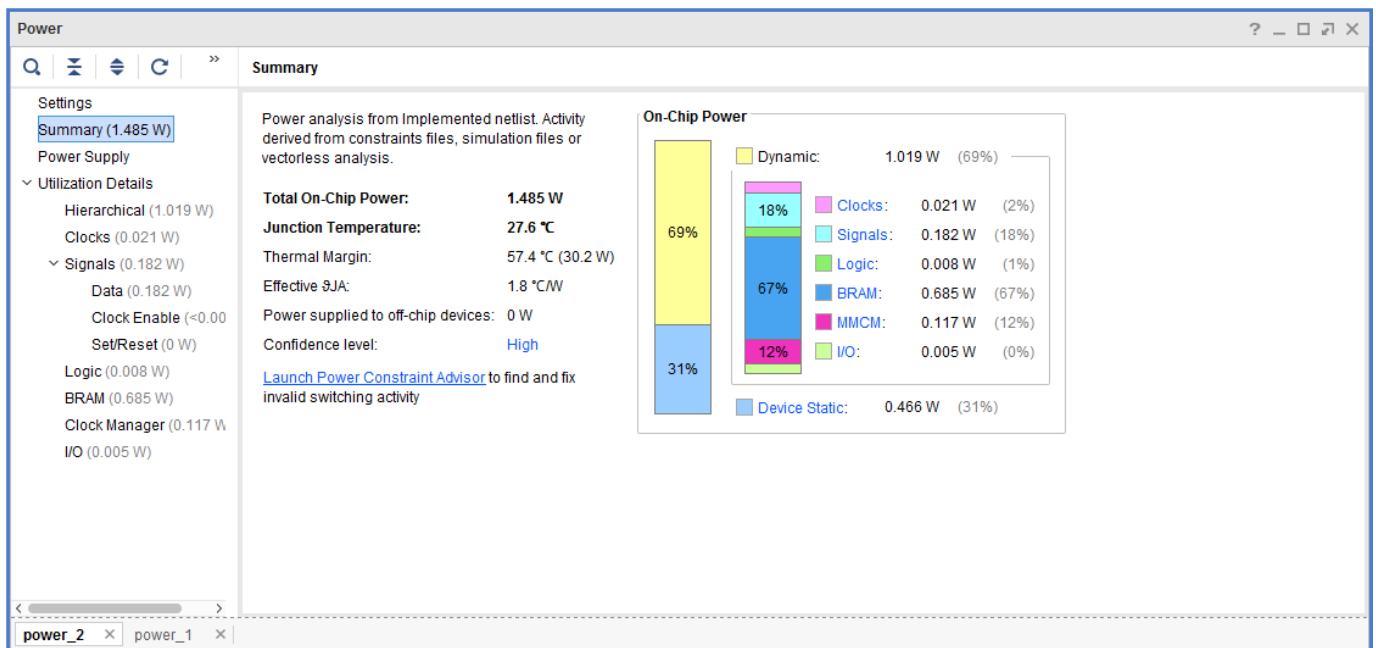 Power
? _
»
Summary
Settings
Summary (1.485 W)
Power Supply
Utilization Details
Hierarchical (1.019 W)
Clocks (0.021 W)
Signals (0.182 W)
Data (0.182 W)
Clock Enable (<0.00
Set/Reset (0 W)
Logic (0.008 W)
BRAM (0.685 W)
Clock Manager (0.117 W
I/O (0.005 W)
Power analysis from Implemented netlist. Activity
derived from constraints files, simulation files or
vectorless analysis.
Total On-Chip Power: 1.485 W
Junction Temperature: 27.6 °C
Thermal Margin: 57.4 °C (30.2 W)
Effective ϑJA: 1.8 °C/W
Power supplied to off-chip devices: 0 W
Confidence level: High
Launch Power Constraint Advisor to find and fix
invalid switching activity
On-Chip Power
69%
31%
Dynamic: 1.019 W (69%)
18%
67%
12%
Clocks: 0.021 W (2%)
Signals: 0.182 W (18%)
Logic: 0.008 W (1%)
BRAM: 0.685 W (67%)
MMCM: 0.117 W (12%)
I/O: 0.005 W (0%)
Device Static: 0.466 W (31%)
power_2 × power_1 ×